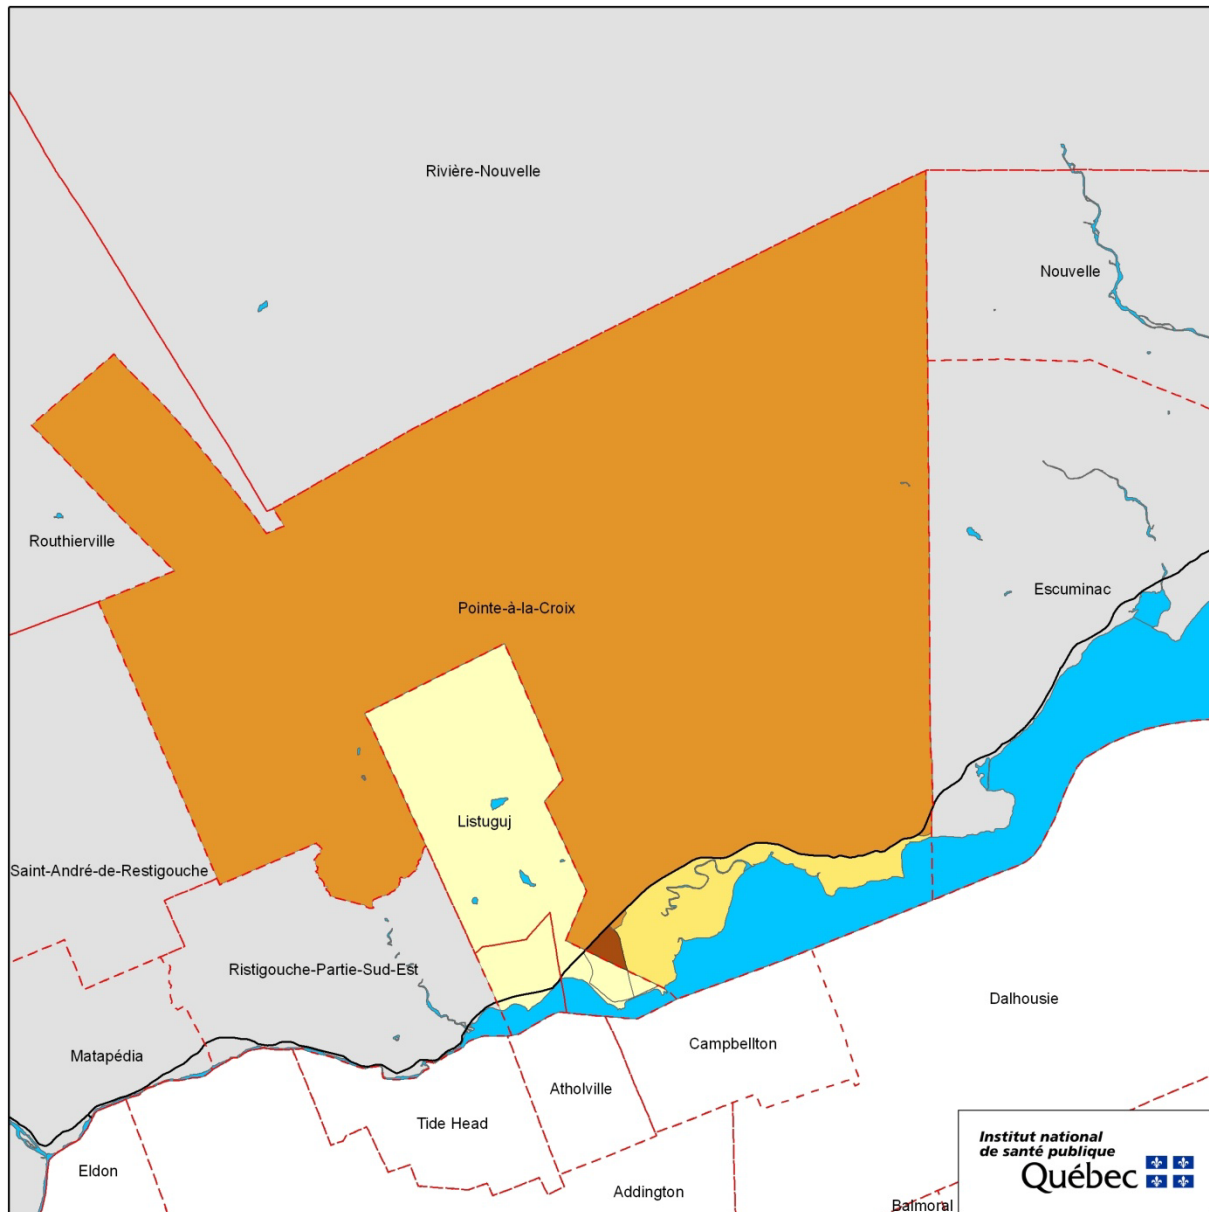 Rivière-Nouvelle
Nouvelle
Routhierville
Escuminac
Pointe-à-la-Croix
Listuguj
Saint-André-de-Restigouche
Ristigouche-Partie-Sud-Est
Dalhousie
Matapédia
Campbellton
Atholville
Tide Head
Eldon
Addington
Balmoral
Institut national
de santé publique
Québec